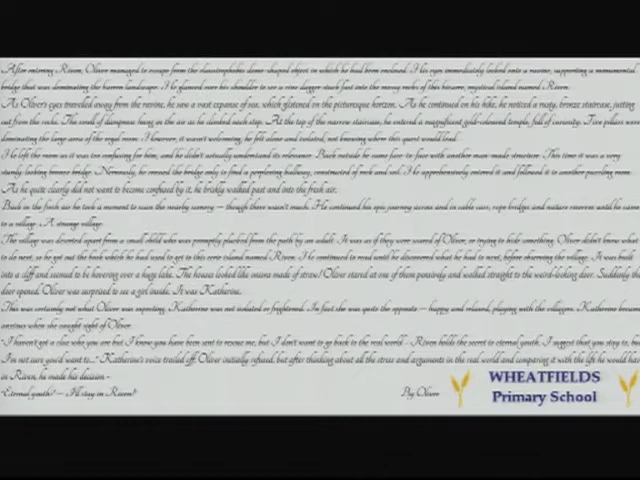 After entering Riven, Oliver managed to escape from the claustrophobic dome-shaped object in which he had been enclosed. His eyes immediately locked onto a ravine, supporting a monumental
bridge that was dominating the barren landscape. He glanced over his shoulder to see a vine dagger stuck fast into the mossy rocks of this bizarre, mystical island named Riven.
As Oliver's eyes travelled away from the ravine, he saw a vast expanse of sea, which glistened on the picturesque horizon. As he continued on his hike, he noticed a rusty, bronze staircase, jutting
out from the rocks. The smell of dampness hung in the air as he climbed each step. At the top of the narrow staircase, he entered a magnificent gold-coloured temple, full of curiosity. Five pillars were
dominating the large area of the royal room. However, it wasn't welcoming, he felt alone and isolated, not knowing where this quest would lead.
He left the room as it was too confusing for him, and he didn't actually understand its relevance. Back outside he came face to face with another man-made structure. This time it was a very
sturdy looking bronze bridge. Nervously, he crossed the bridge only to find a perplexing hallway, constructed of rock and soil. He apprehensively entered it and followed it to another puzzling room.
As he quite clearly did not want to become confused by it, he briskly walked past and into the fresh air.
Back in the fresh air he took a moment to scan the nearby scenery – though there wasn't much. He continued his epic journey across and in cable cars, rope bridges and nature reserves until he came
to a village. A strange village.
The village was deserted apart from a small child who was promptly plucked from the path by an adult. It was as if they were scared of Oliver, or trying to hide something. Oliver didn't know what
to do next, so he got out the book which he had used to get to this eerie island named Riven. He continued to read until he discovered what he had to next, before observing the village. It was built
into a cliff and seemed to be hovering over a huge lake. The houses looked like onions made of straw! Oliver stared at one of them pensively and walked straight to the weird-looking door. Suddenly the
door opened. Oliver was surprised to see a girl inside. It was Katherine.
This was certainly not what Oliver was expecting. Katherine was not isolated or frightened. In fact she was quite the opposite – happy and relaxed, playing with the villagers. Katherine became
anxious when she caught sight of Oliver.
"I haven't got a clue who you are but I know you have been sent to rescue me, but I don't want to go back to the real world – Riven holds the secret to eternal youth. I suggest that you stay to, but
I'm not sure you'd want to..." Katherine's voice trailed off. Oliver initially refused, but after thinking about all the stress and arguments in the real world and comparing it with the life he would have
in Riven, he made his decision –
"Eternal youth? – I'll stay in Riven!"
By Oliver
WHEATFIELDS
Primary School